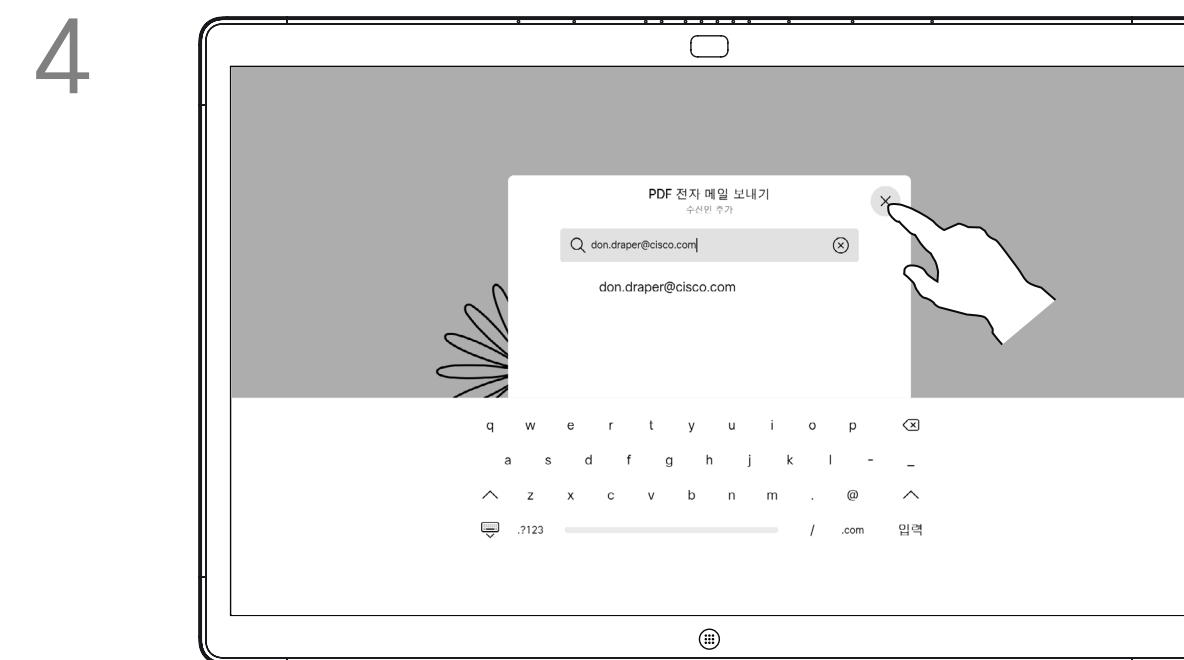 4
PDF 전자 메일 보내기
수신인 추가
don.draper@cisco.com
don.draper@cisco.com
q w e r t y u i o p
a s d f g h j k l - _
z x c v b n m . @
.?123 / .com 입력